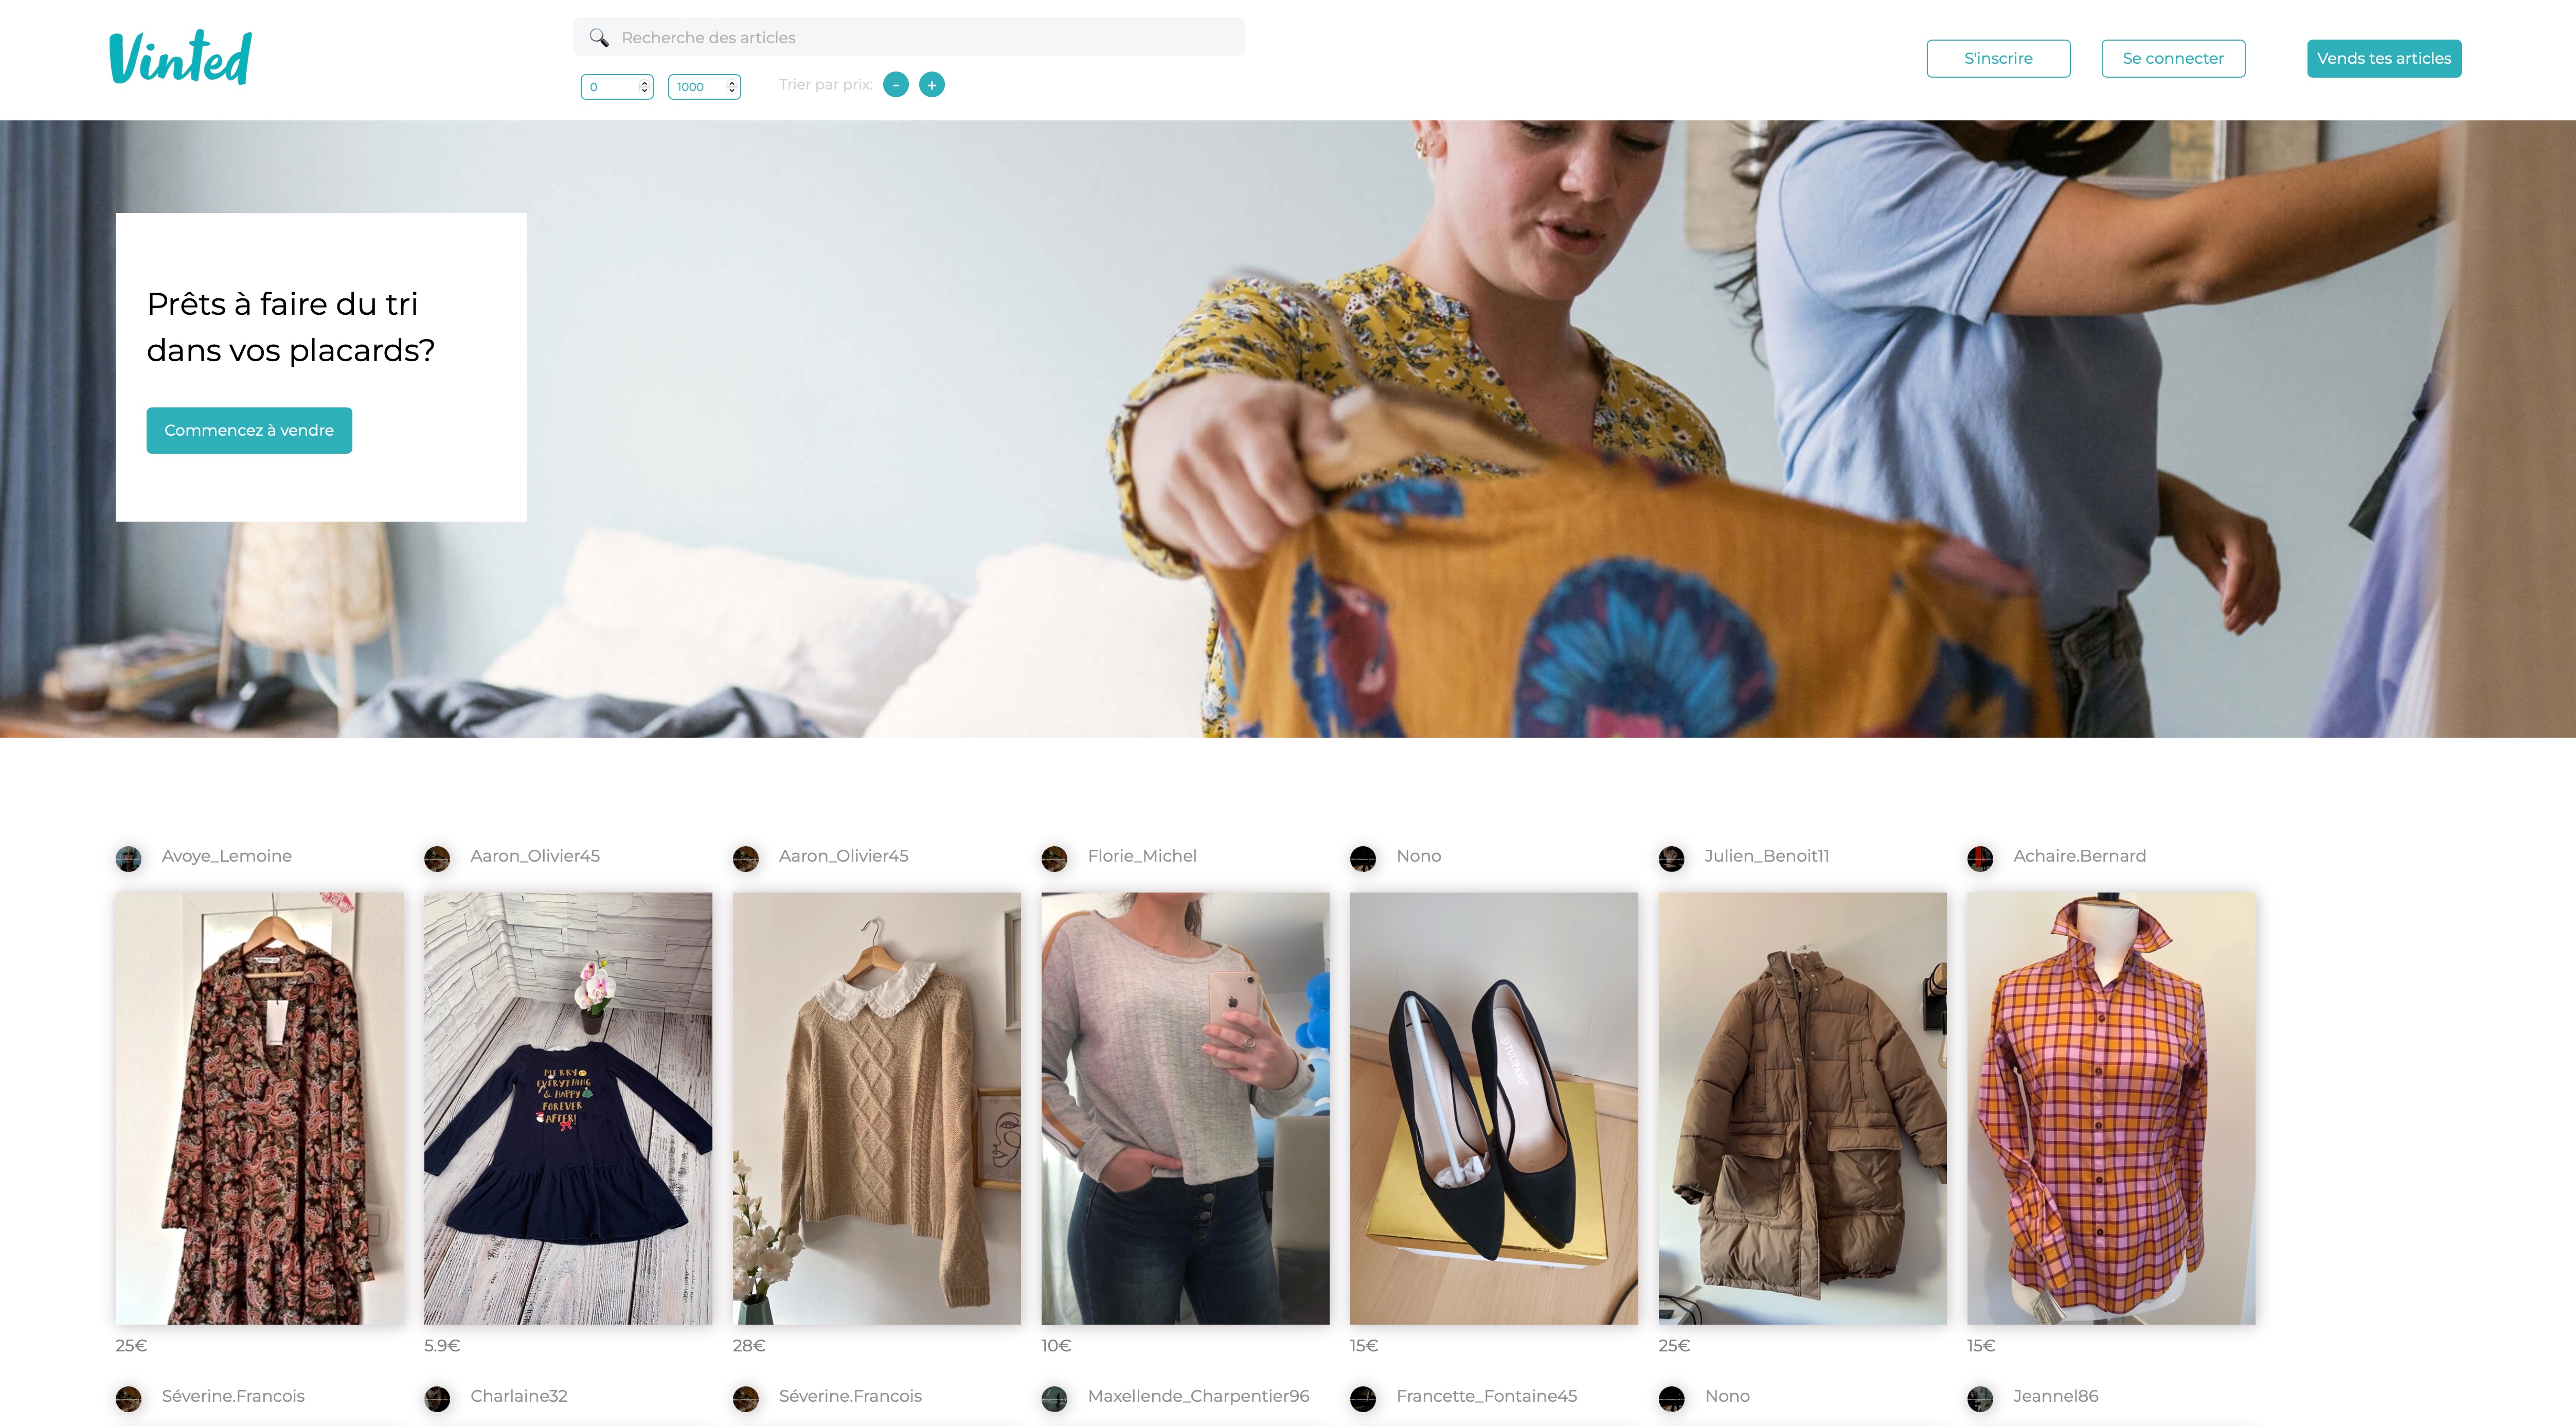 Vinted
Recherche des articles
0
1000
Trier par prix:
-
+
S'inscrire
Se connecter
Vends tes articles
Prêts à faire du tri
dans vos placards?
Commencez à vendre
Avoye_Lemoine
Aaron_Olivier45
Aaron_Olivier45
Florie_Michel
Nono
Julien_Benoit11
Achaire.Bernard
MERRY
EVERYTHING
& HAPPY
FOREVER
AFTER!
TULIPANO
25€
5.9€
28€
10€
15€
25€
15€
Séverine.Francois
Charlaine32
Séverine.Francois
Maxellende_Charpentier96
Francette_Fontaine45
Nono
Jeannel86